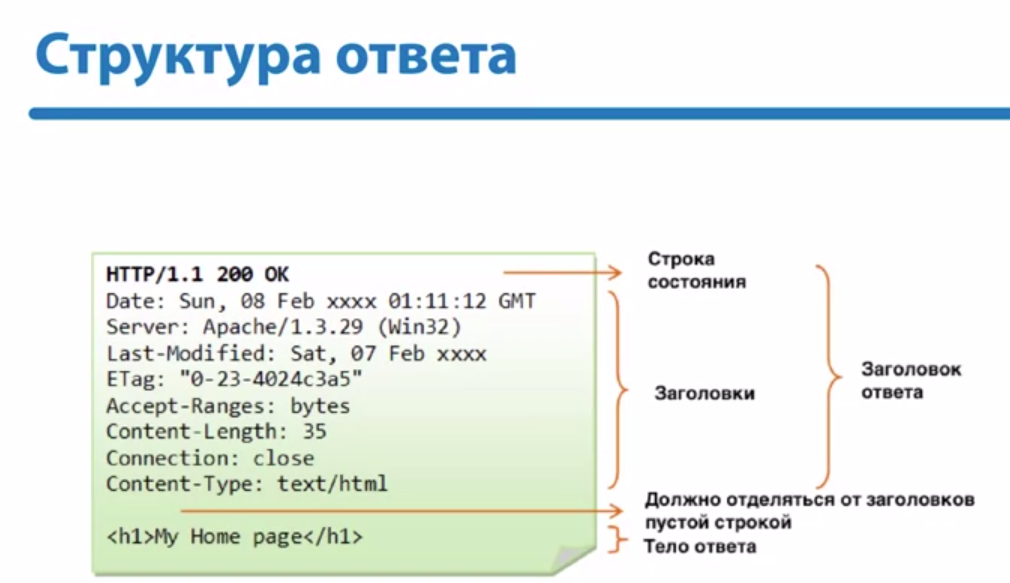 Структура ответа
HTTP/1.1 200 OK
Date: Sun, 08 Feb xxxx 01:11:12 GMT
Server: Apache/1.3.29 (Win32)
Last-Modified: Sat, 07 Feb xxxx
ETag: "0-23-4024c3a5"
Accept-Ranges: bytes
Content-Length: 35
Connection: close
Content-Type: text/html
<h1>My Home page</h1>
Строка
состояния
Заголовки
Заголовок
ответа
Должно отделяться от заголовков
пустой строкой
Тело ответа